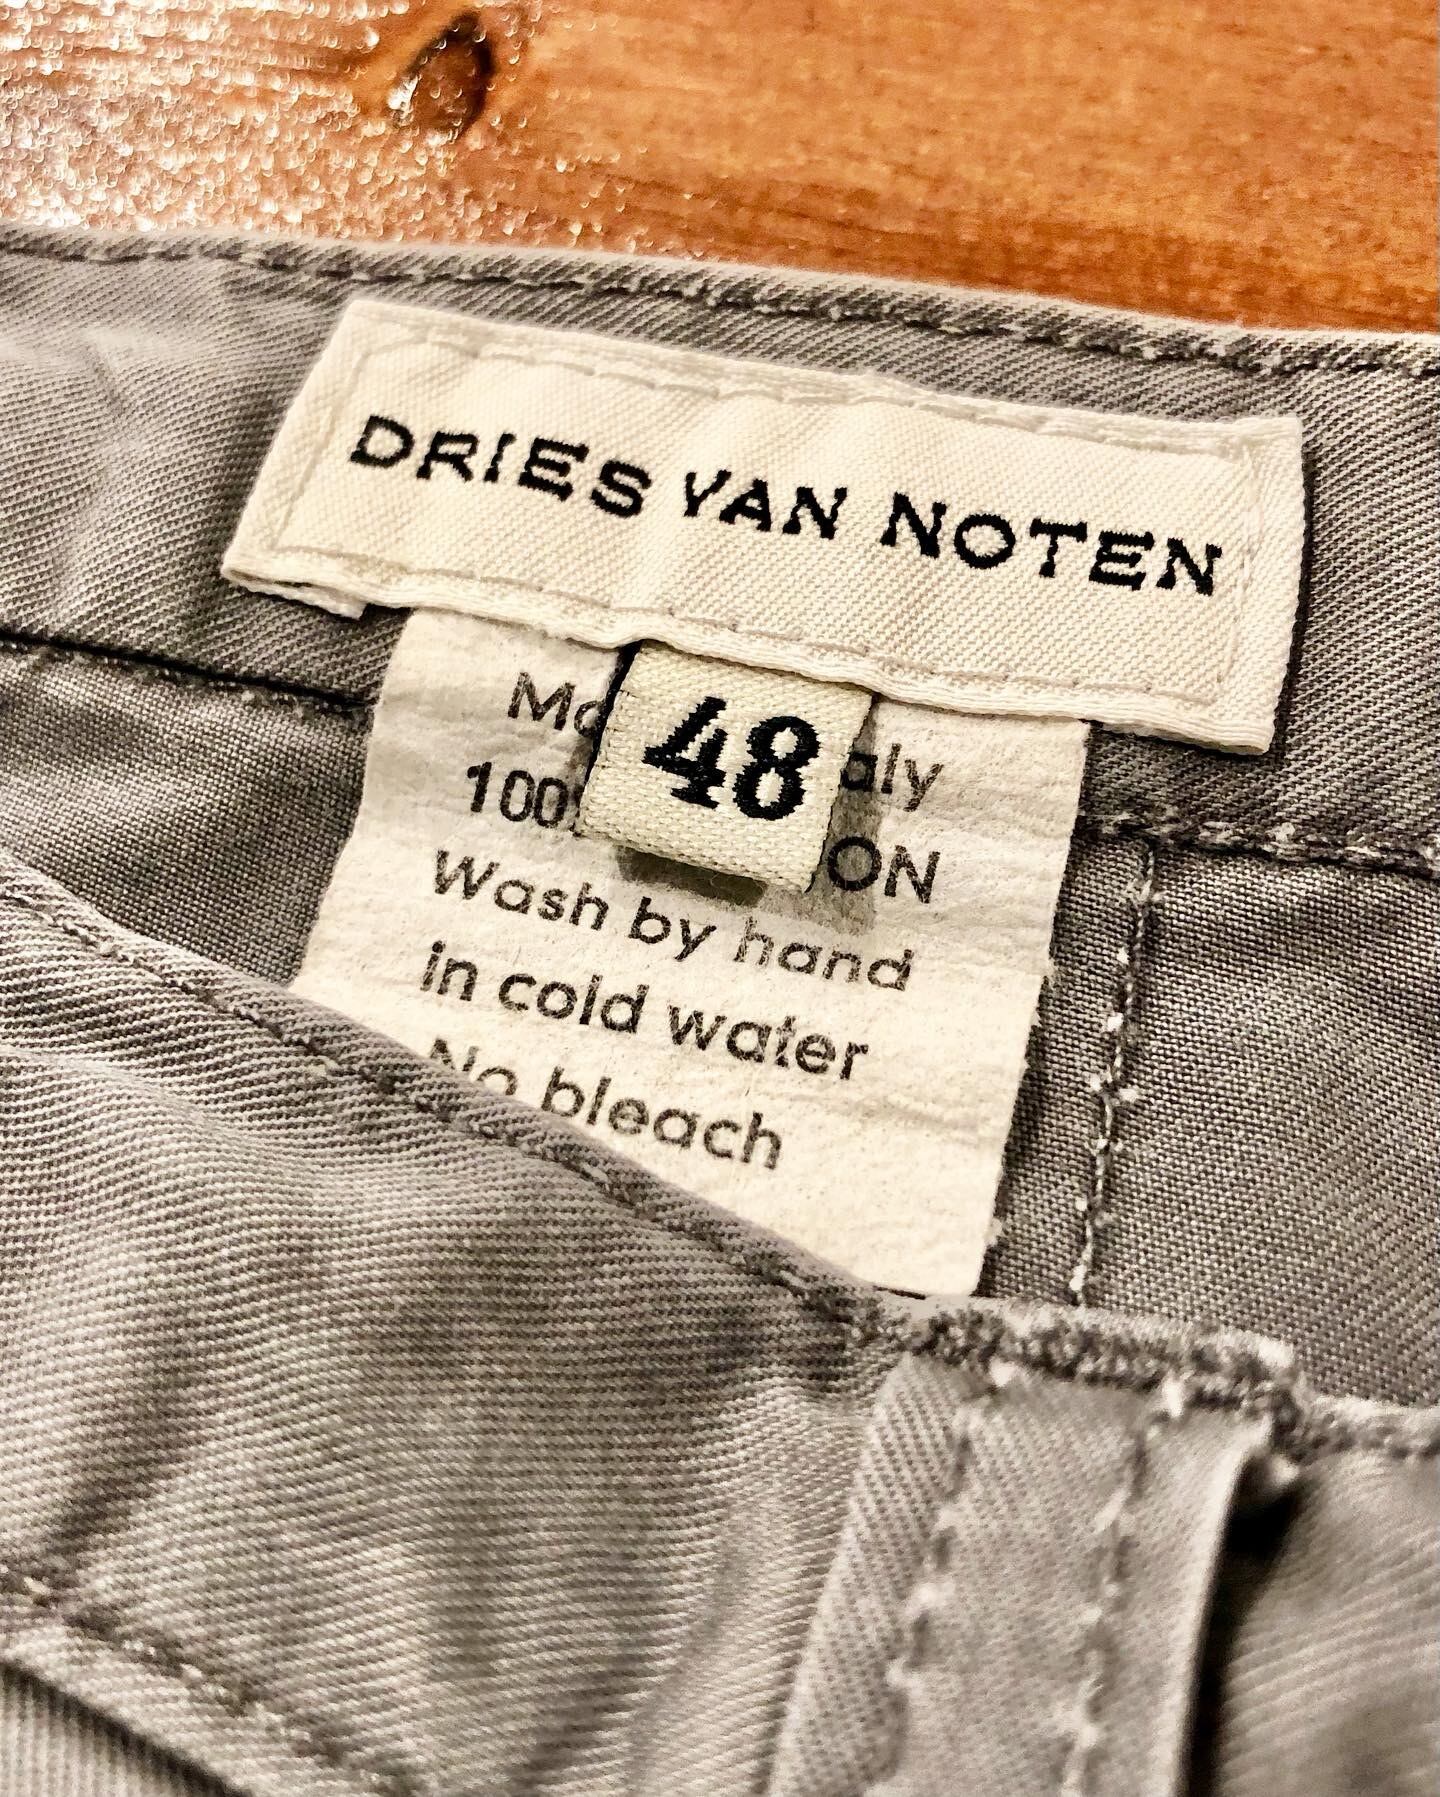 DRIES VAN NOTEN
48
Wash by hand
in cold water
No bleach